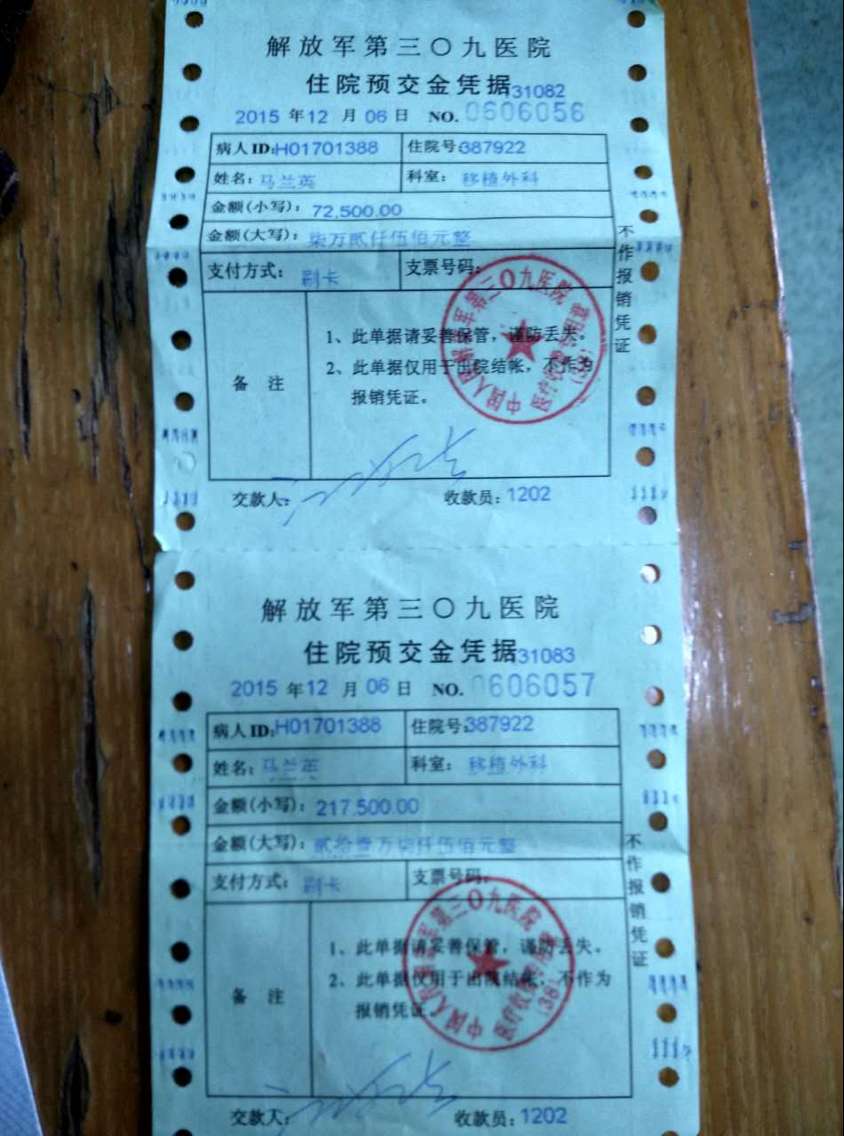 解放军第三〇九医院
住院预交金凭据31082
2015 年12 月 06 日 NO. 0606056
病人 ID:H01701388 住院号:387922
姓名: 马兰英 科室: 移植外科
金额(小写): 72,500.00
金额(大写): 柒万贰仟伍佰元整
支付方式: 刷卡 支票号码:
备 注
1、此单据请妥善保管,谨防丢失。
2、此单据仅用于出院结帐,不作为
报销凭证。
不作报销凭证
交款人: 收款员: 1202
解放军第三〇九医院
住院预交金凭据31083
2015 年12 月 06 日 NO. 0606057
病人 ID:H01701388 住院号:387922
姓名: 马兰英 科室: 移植外科
金额(小写): 217,500.00
金额(大写): 贰拾壹万柒仟伍佰元整
支付方式: 刷卡 支票号码:
备 注
1、此单据请妥善保管,谨防丢失。
2、此单据仅用于出院结帐,不作为
报销凭证。
不作报销凭证
交款人: 收款员: 1202